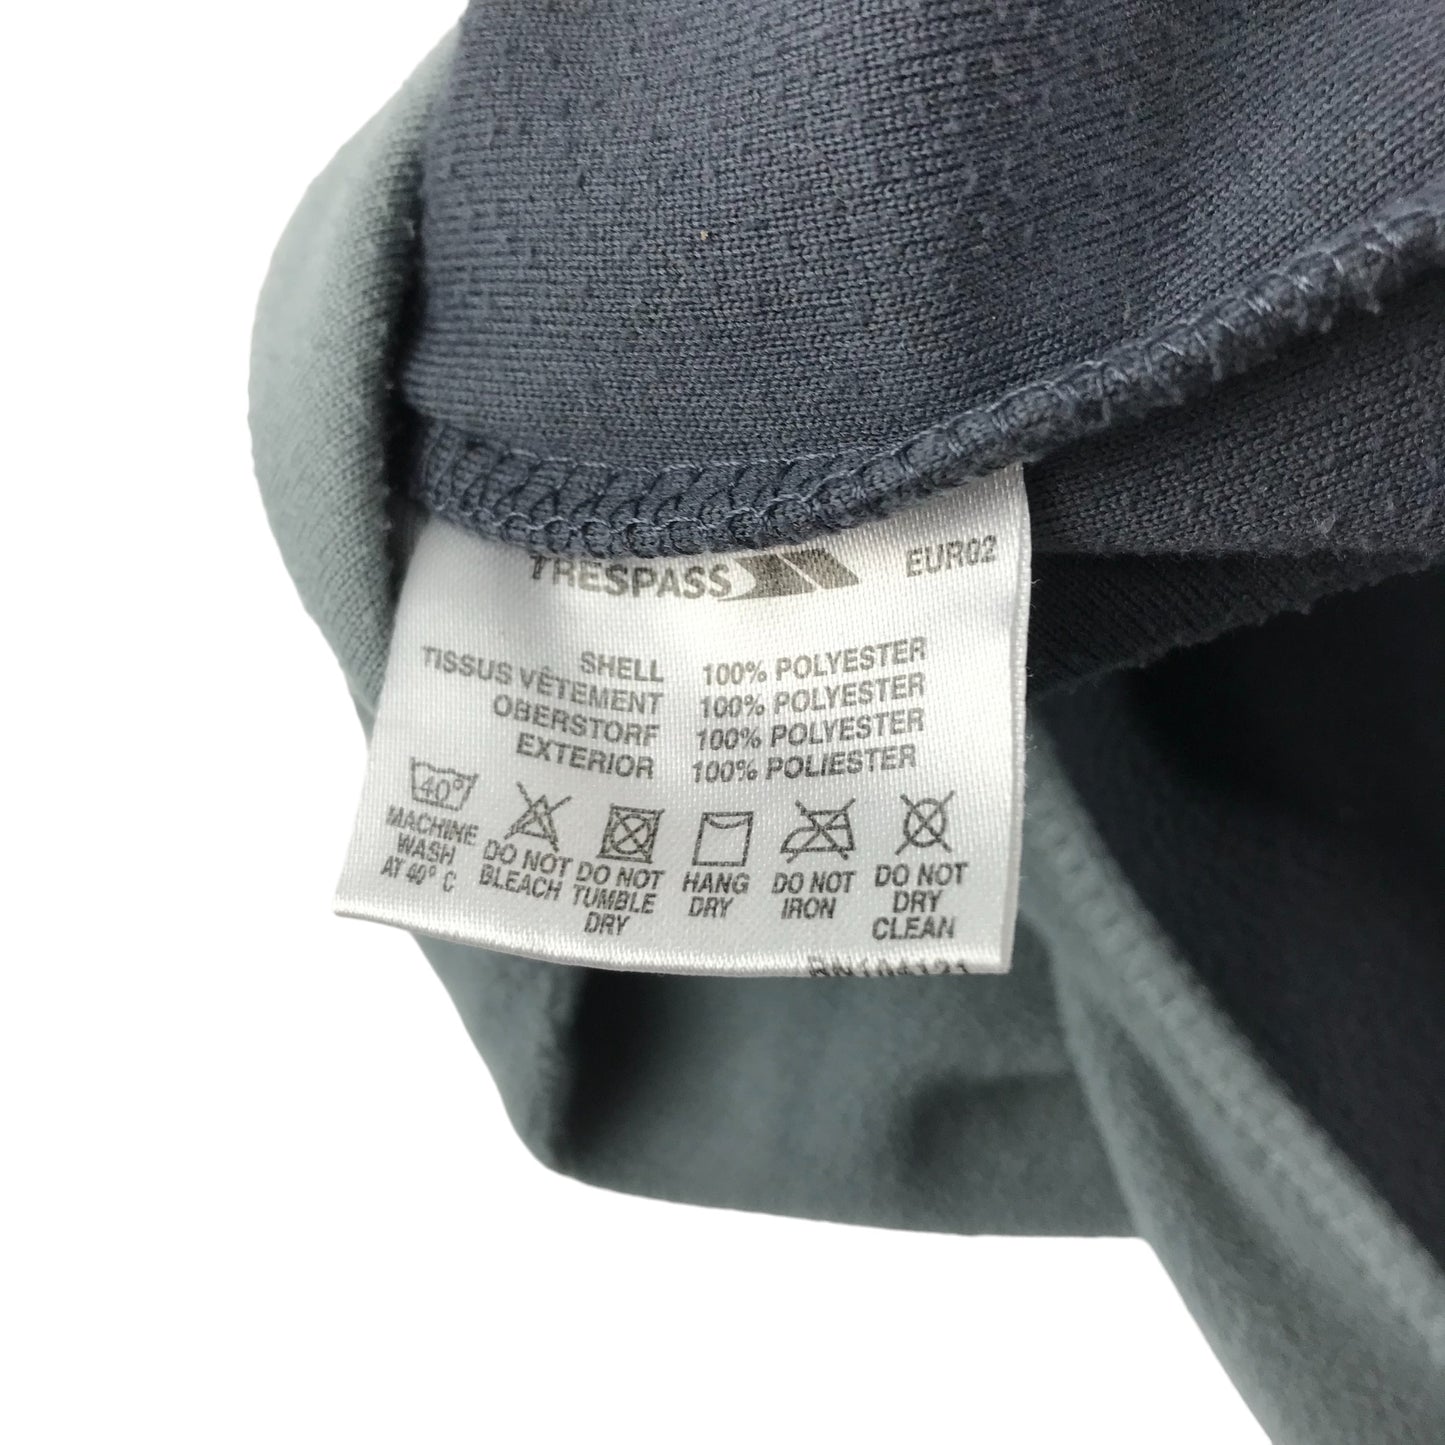 TRESPASS EUR02
SHELL 100% POLYESTER
TISSUS VÊTEMENT 100% POLYESTER
OBERSTORF 100% POLYESTER
EXTERIOR 100% POLIESTER
40°
MACHINE
WASH
AY 40° C
DO NOT
BLEACH
DO NOT
TUMBLE
DRY
HANG
DRY
DO NOT
IRON
DO NOT
DRY
CLEAN